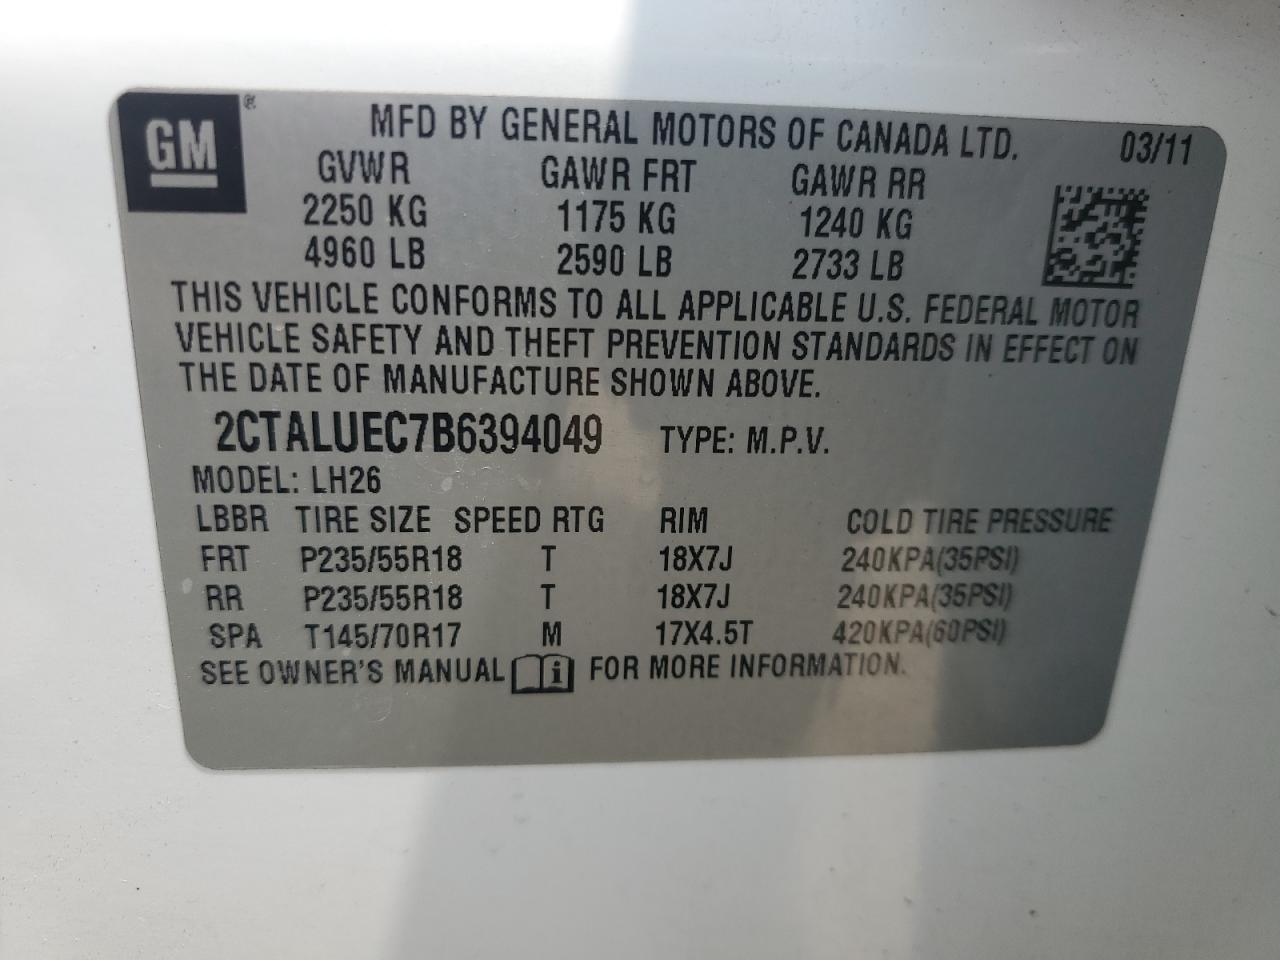 GM ® MFD BY GENERAL MOTORS OF CANADA LTD. 03/11
GVWR GAWR FRT GAWR RR
2250 KG 1175 KG 1240 KG
4960 LB 2590 LB 2733 LB
THIS VEHICLE CONFORMS TO ALL APPLICABLE U.S. FEDERAL MOTOR
VEHICLE SAFETY AND THEFT PREVENTION STANDARDS IN EFFECT ON
THE DATE OF MANUFACTURE SHOWN ABOVE.
2CTALUEC7B6394049 TYPE: M.P.V.
MODEL: LH26
LBBR TIRE SIZE SPEED RTG RIM COLD TIRE PRESSURE
FRT P235/55R18 T 18X7J 240KPA(35PSI)
RR P235/55R18 T 18X7J 240KPA(35PSI)
SPA T145/70R17 M 17X4.5T 420KPA(60PSI)
SEE OWNER'S MANUAL i FOR MORE INFORMATION.